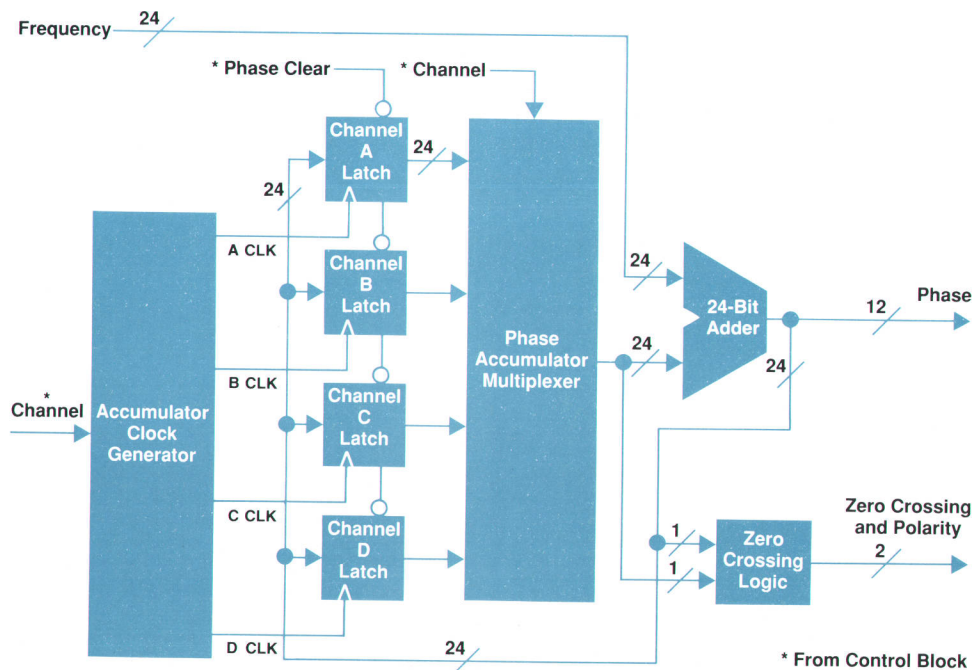 24
Frequency
* Phase Clear
* Channel
Channel
A
Latch
24
24
A CLK
Channel
B
Latch
B CLK
Channel
C
Latch
C CLK
Channel
D
Latch
D CLK
*
Channel
Accumulator
Clock
Generator
Phase
Accumulator
Multiplexer
24
24
24-Bit
Adder
24
12
Phase
1
1
Zero
Crossing
Logic
Zero Crossing
and Polarity
2
24
* From Control Block